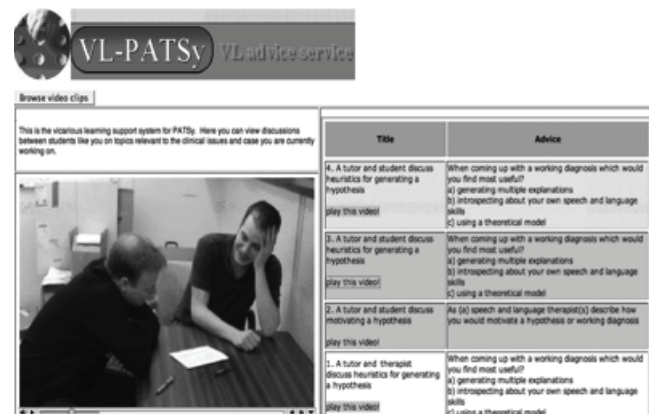 VL-PATSy VL advice service
Browse video clips
This is the vicarious learning support system for PATSy. Here you can view discussions
between students like you on topics relevant to the clinical issues and case you are currently
working on.
Title Advice
4. A tutor and student discuss
heuristics for generating a
hypothesis
play this video!
When coming up with a working diagnosis which would
you find most useful?
a) generating multiple explanations
b) introspecting about your own speech and language
skills
c) using a theoretical model
3. A tutor and student discuss
heuristics for generating a
hypothesis
play this video!
When coming up with a working diagnosis which would
you find most useful?
a) generating multiple explanations
b) introspecting about your own speech and language
skills
c) using a theoretical model
2. A tutor and student discuss
motivating a hypothesis
play this video!
As (a) speech and language therapist(s) describe how
you would motivate a hypothesis or working diagnosis
1. A tutor and therapist
discuss heuristics for generating
a hypothesis
play this video!
When coming up with a working diagnosis which would
you find most useful?
a) generating multiple explanations
b) introspecting about your own speech and language
skills
c) using a theoretical model